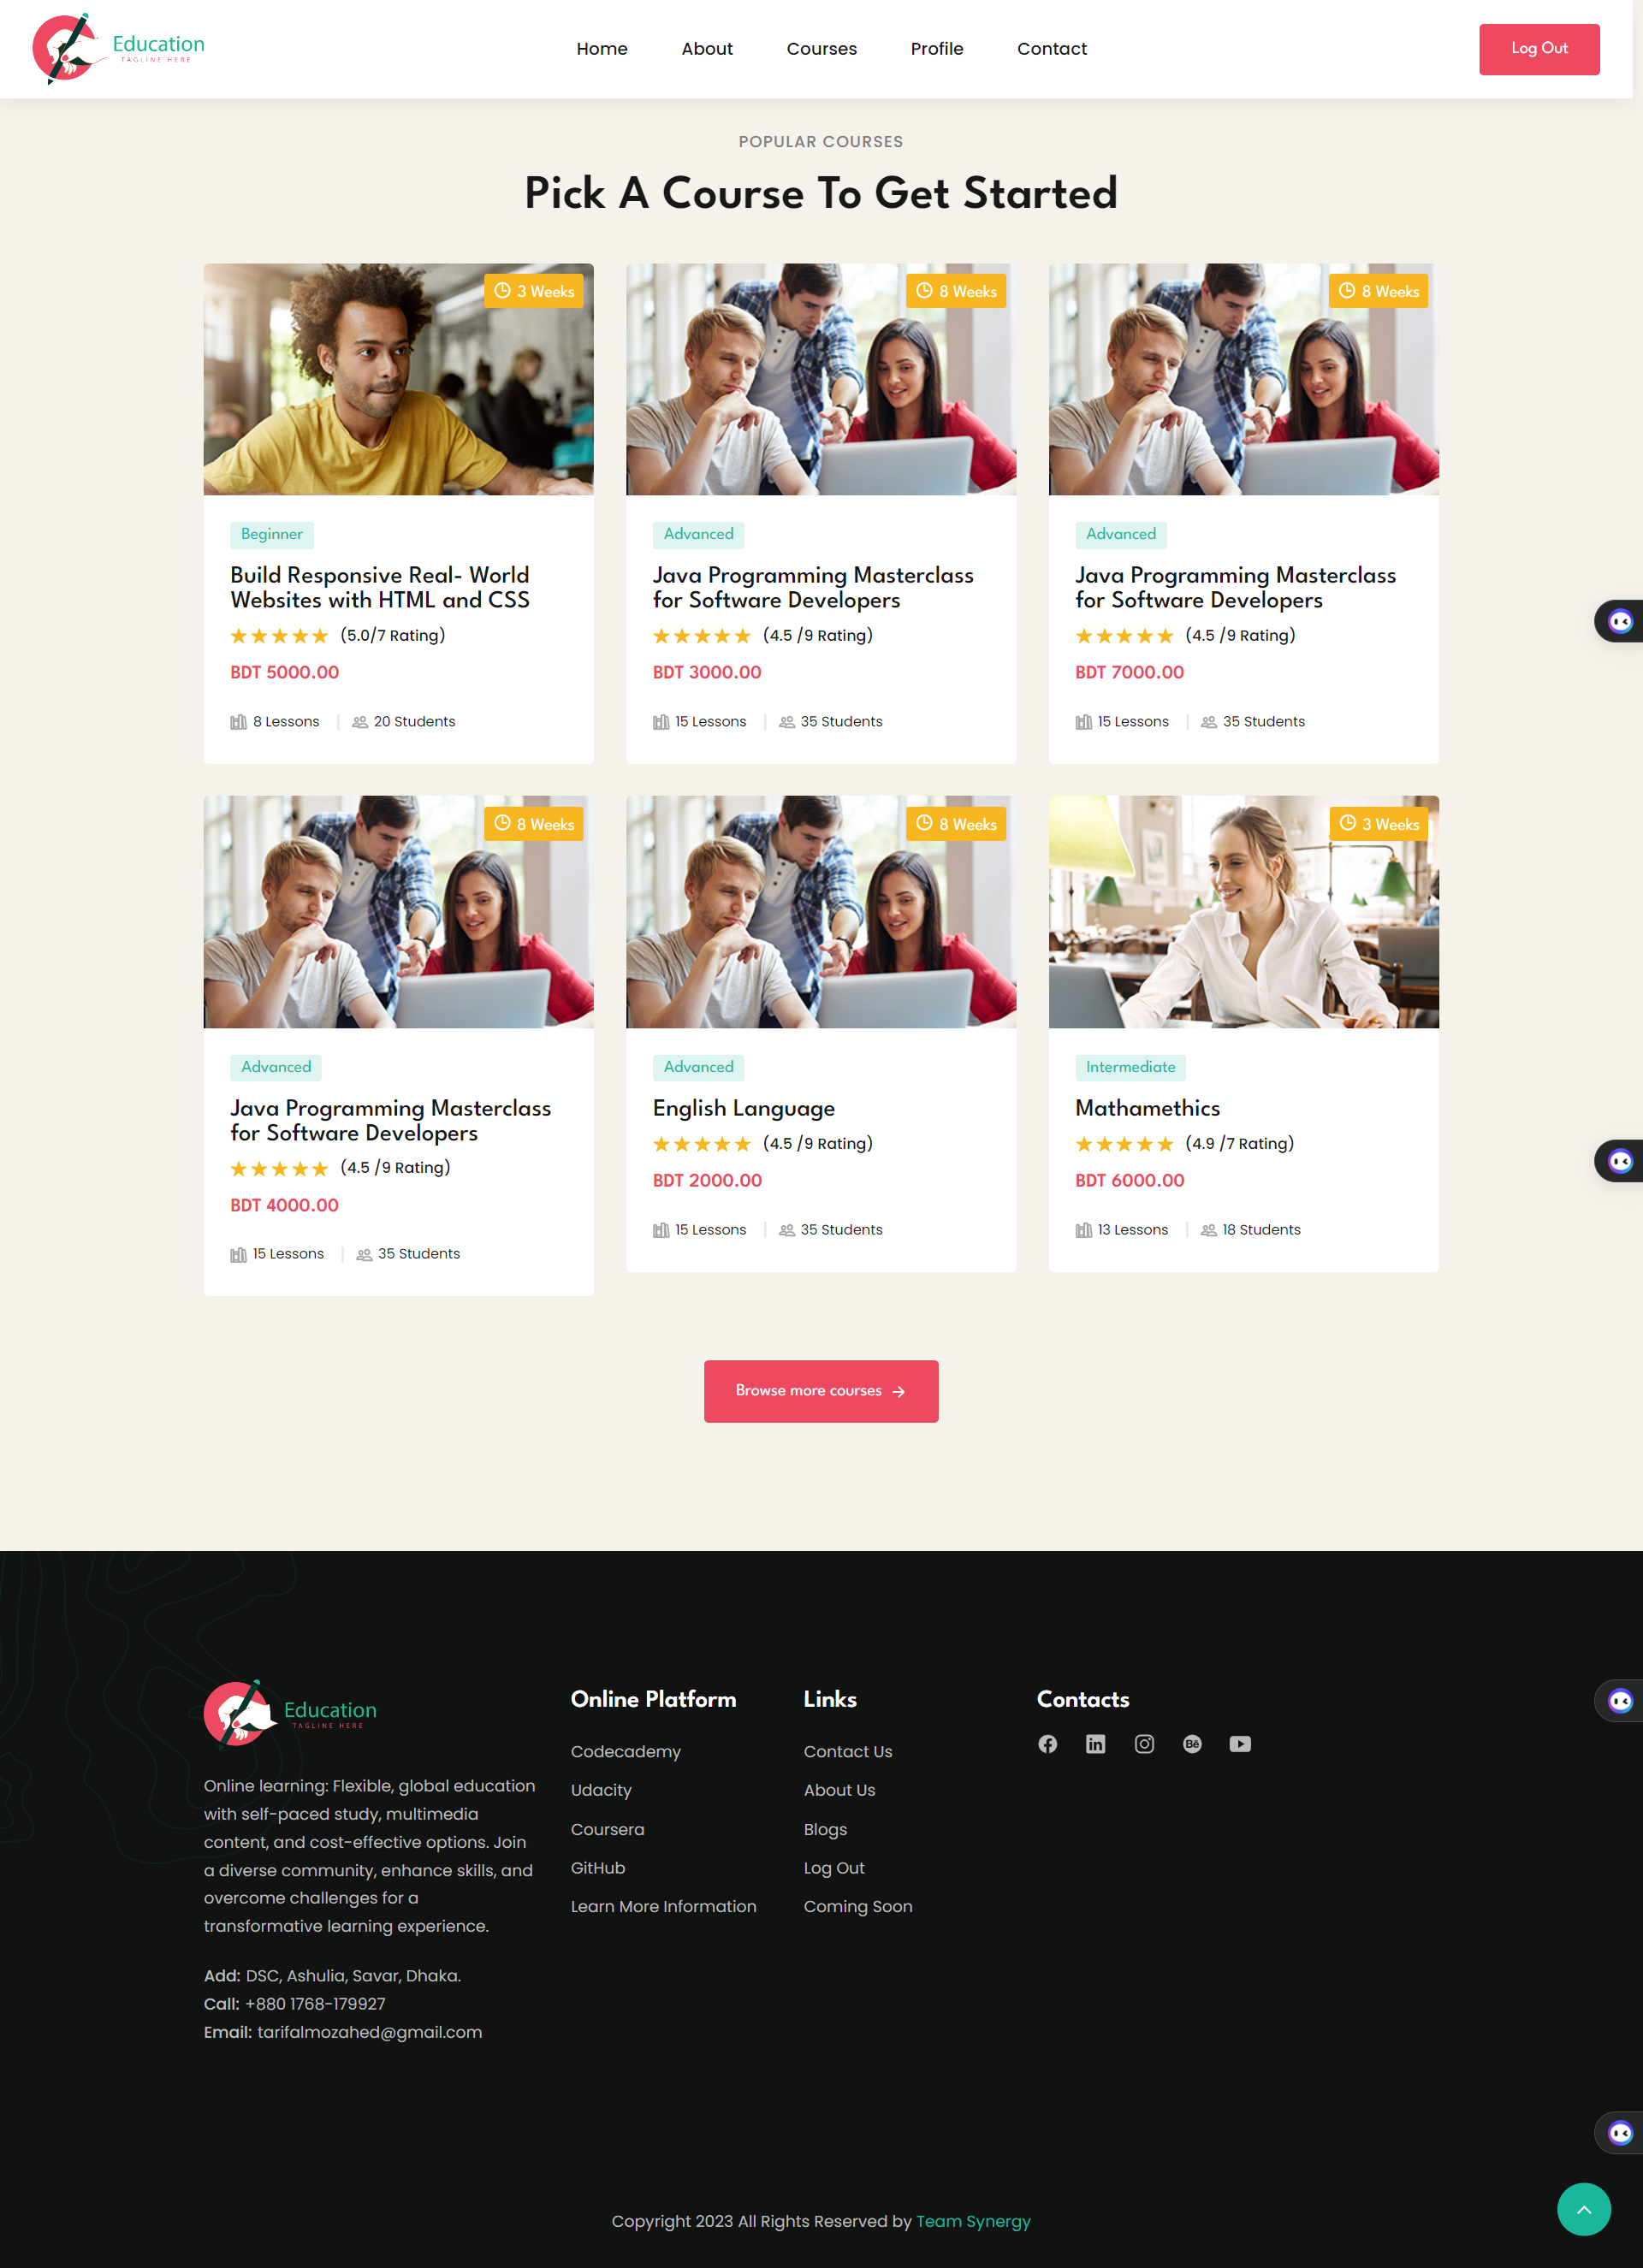 Education
TAGLINE HERE
Home
About
Courses
Profile
Contact
Log Out
POPULAR COURSES
Pick A Course To Get Started
3 Weeks
Beginner
Build Responsive Real- World
Websites with HTML and CSS
(5.0/7 Rating)
BDT 5000.00
8 Lessons
20 Students
8 Weeks
Advanced
Java Programming Masterclass
for Software Developers
(4.5 /9 Rating)
BDT 3000.00
15 Lessons
35 Students
8 Weeks
Advanced
Java Programming Masterclass
for Software Developers
(4.5 /9 Rating)
BDT 7000.00
15 Lessons
35 Students
8 Weeks
Advanced
Java Programming Masterclass
for Software Developers
(4.5 /9 Rating)
BDT 4000.00
15 Lessons
35 Students
8 Weeks
Advanced
English Language
(4.5 /9 Rating)
BDT 2000.00
15 Lessons
35 Students
3 Weeks
Intermediate
Mathamethics
(4.9 /7 Rating)
BDT 6000.00
13 Lessons
18 Students
Browse more courses
Education
TAGLINE HERE
Online learning: Flexible, global education
with self-paced study, multimedia
content, and cost-effective options. Join
a diverse community, enhance skills, and
overcome challenges for a
transformative learning experience.
Add: DSC, Ashulia, Savar, Dhaka.
Call: +880 1768-179927
Email: tarifalmozahed@gmail.com
Online Platform
Codecademy
Udacity
Coursera
GitHub
Learn More Information
Links
Contact Us
About Us
Blogs
Log Out
Coming Soon
Contacts
Copyright 2023 All Rights Reserved by Team Synergy